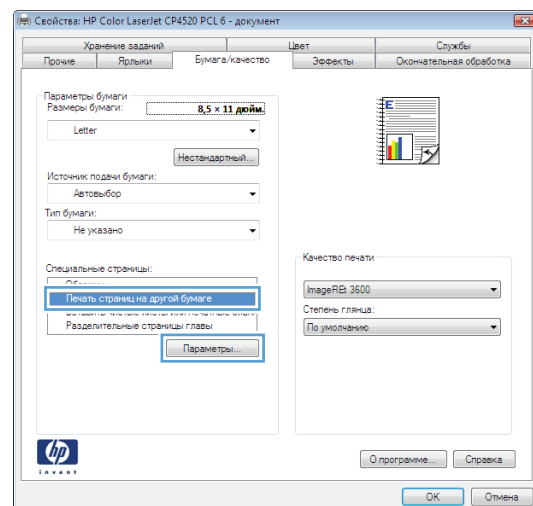 Свойства: HP Color LaserJet CP4520 PCL 6 - документ
Хранение заданий
Цвет
Службы
Прочие
Ярлыки
Бумага/качество
Эффекты
Окончательная обработка
Параметры бумаги
Размеры бумаги:
8,5 × 11 дюйм.
Letter
Нестандартный...
Источник подачи бумаги:
Автовыбор
Тип бумаги:
Не указано
Специальные страницы:
Печать страниц на другой бумаге
Разделительные страницы главы
Параметры...
E
Качество печати
ImageREt 3600
Степень глянца:
По умолчанию
hp
invent
О программе...
Справка
OK
Отмена